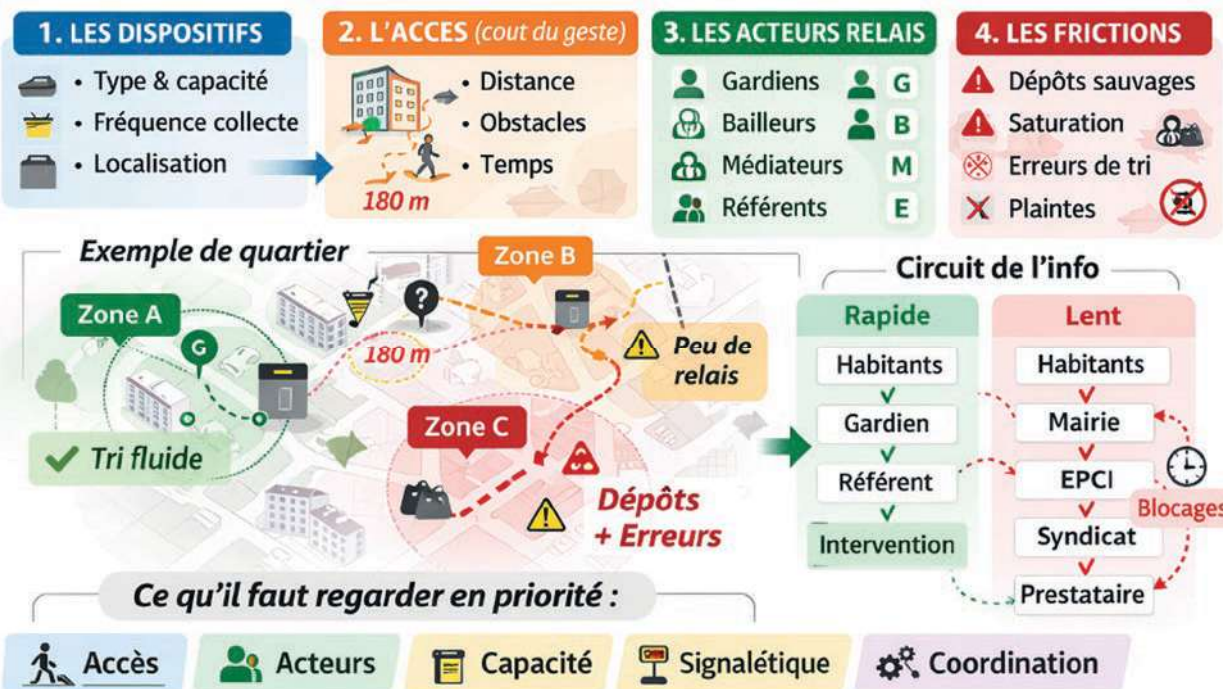 1. LES DISPOSITIFS
• Type & capacité
• Fréquence collecte
• Localisation
2. L'ACCES (cout du geste)
• Distance
• Obstacles
• Temps
180 m
3. LES ACTEURS RELAIS
Gardiens G
Bailleurs B
Médiateurs M
Référents E
4. LES FRICTIONS
Dépôts sauvages
Saturation
Erreurs de tri
Plaintes
Exemple de quartier
Zone A
G
Tri fluide
?
180 m
Zone B
Peu de
relais
Zone C
Dépôts
+ Erreurs
Circuit de l'info
Rapide
Habitants
Gardien
Référent
Intervention
Lent
Habitants
Mairie
EPCI
Syndicat
Prestataire
Blocages
Ce qu'il faut regarder en priorité :
Accès
Acteurs
Capacité
Signalétique
Coordination